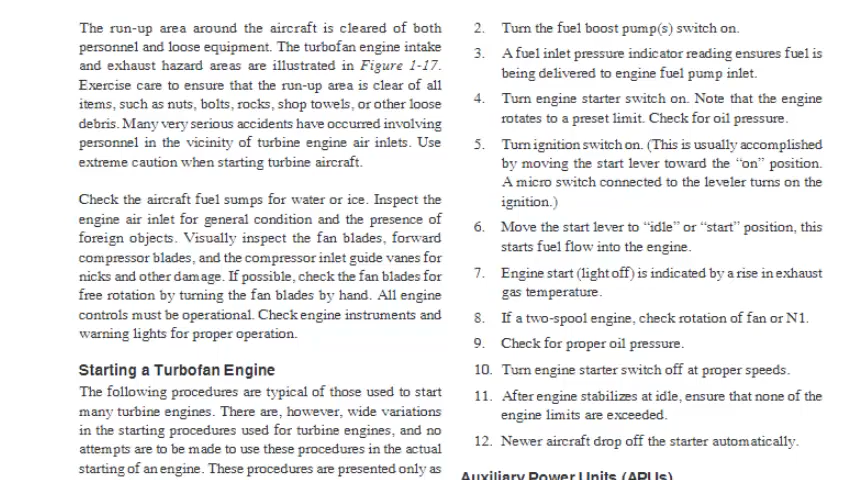 The run-up area around the aircraft is cleared of both
personnel and loose equipment. The turbofan engine intake
and exhaust hazard areas are illustrated in Figure 1-17.
Exercise care to ensure that the run-up area is clear of all
items, such as nuts, bolts, rocks, shop towels, or other loose
debris. Many very serious accidents have occurred involving
personnel in the vicinity of turbine engine air inlets. Use
extreme caution when starting turbine aircraft.
Check the aircraft fuel sumps for water or ice. Inspect the
engine air inlet for general condition and the presence of
foreign objects. Visually inspect the fan blades, forward
compressor blades, and the compressor inlet guide vanes for
nicks and other damage. If possible, check the fan blades for
free rotation by turning the fan blades by hand. All engine
controls must be operational. Check engine instruments and
warning lights for proper operation.
Starting a Turbofan Engine
The following procedures are typical of those used to start
many turbine engines. There are, however, wide variations
in the starting procedures used for turbine engines, and no
attempts are to be made to use these procedures in the actual
starting of an engine. These procedures are presented only as
2. Turn the fuel boost pump(s) switch on.
3. A fuel inlet pressure indicator reading ensures fuel is
being delivered to engine fuel pump inlet.
4. Turn engine starter switch on. Note that the engine
rotates to a preset limit. Check for oil pressure.
5. Turn ignition switch on. (This is usually accomplished
by moving the start lever toward the “on” position.
A micro switch connected to the leveler turns on the
ignition.)
6. Move the start lever to “idle” or “start” position, this
starts fuel flow into the engine.
7. Engine start (light off) is indicated by a rise in exhaust
gas temperature.
8. If a two-spool engine, check rotation of fan or N1.
9. Check for proper oil pressure.
10. Turn engine starter switch off at proper speeds.
11. After engine stabilizes at idle, ensure that none of the
engine limits are exceeded.
12. Newer aircraft drop off the starter automatically.
Auxiliary Power Units (APUs)